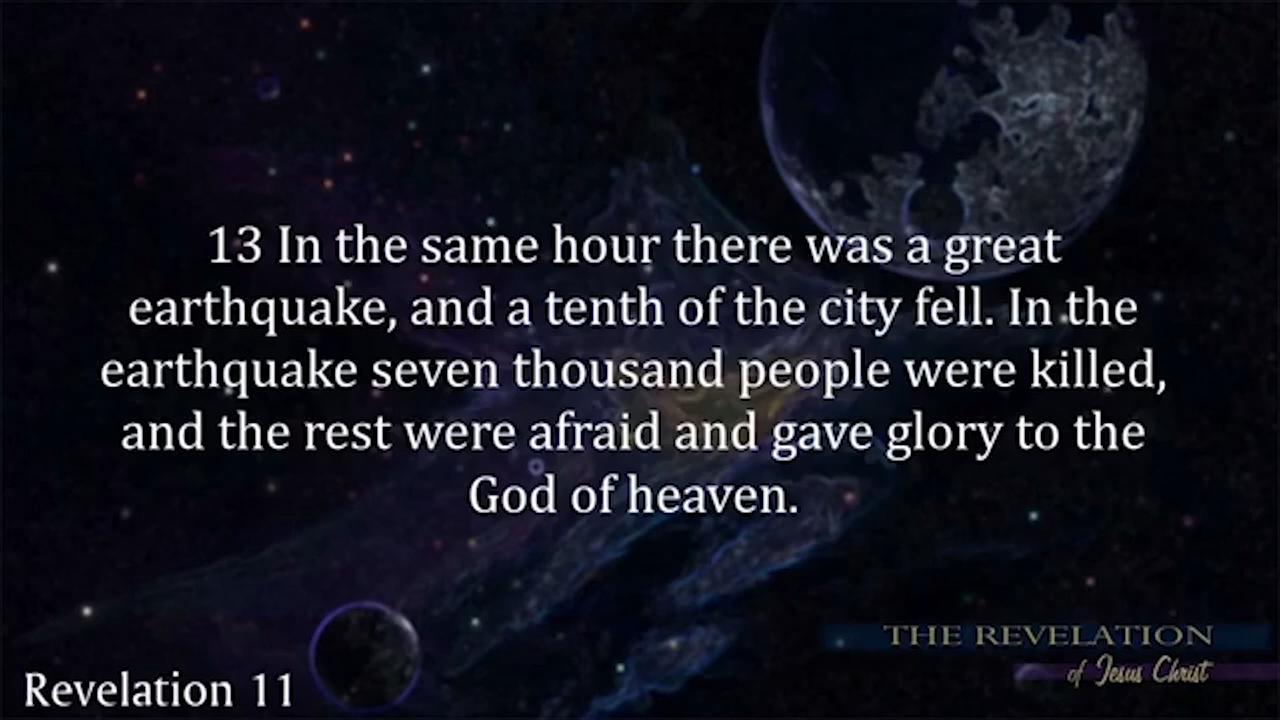 13 In the same hour there was a great
earthquake, and a tenth of the city fell. In the
earthquake seven thousand people were killed,
and the rest were afraid and gave glory to the
God of heaven.
THE REVELATION
of Jesus Christ
Revelation 11